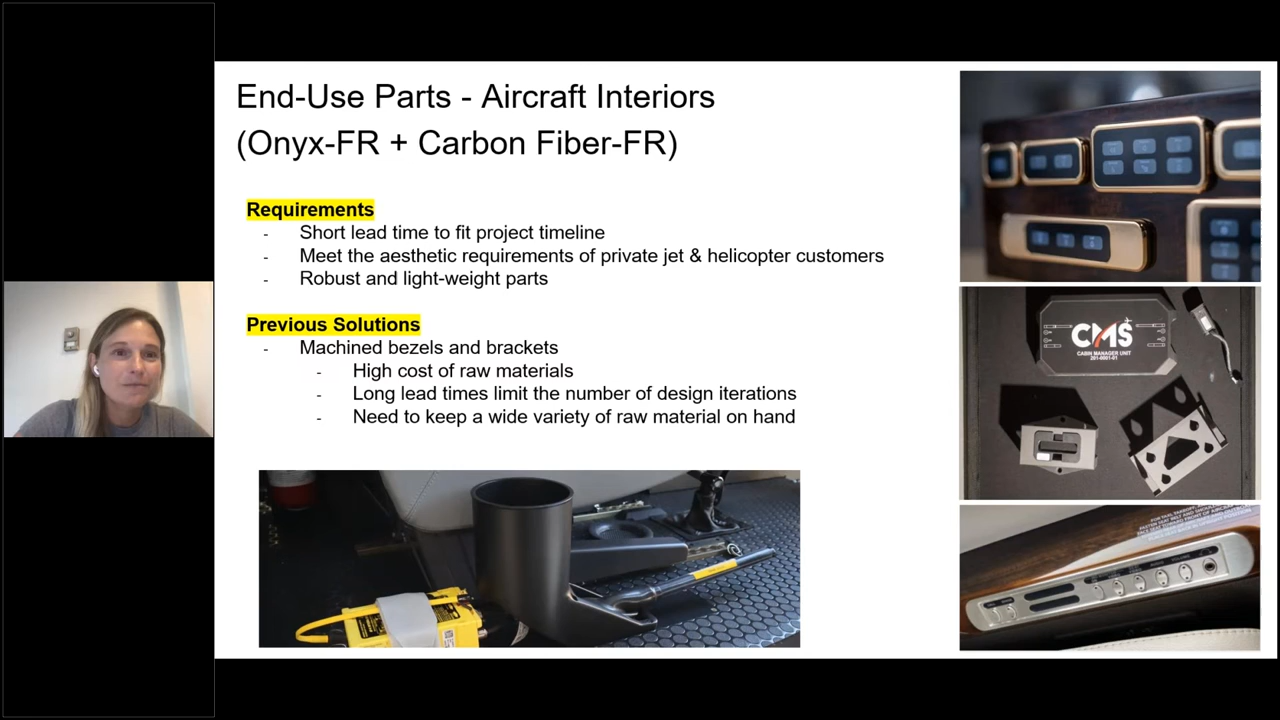 End-Use Parts - Aircraft Interiors
(Onyx-FR + Carbon Fiber-FR)
Requirements
- Short lead time to fit project timeline
- Meet the aesthetic requirements of private jet & helicopter customers
- Robust and light-weight parts
Previous Solutions
- Machined bezels and brackets
- High cost of raw materials
- Long lead times limit the number of design iterations
- Need to keep a wide variety of raw material on hand
CMS
CABIN MANAGER UNIT
201-0001-01